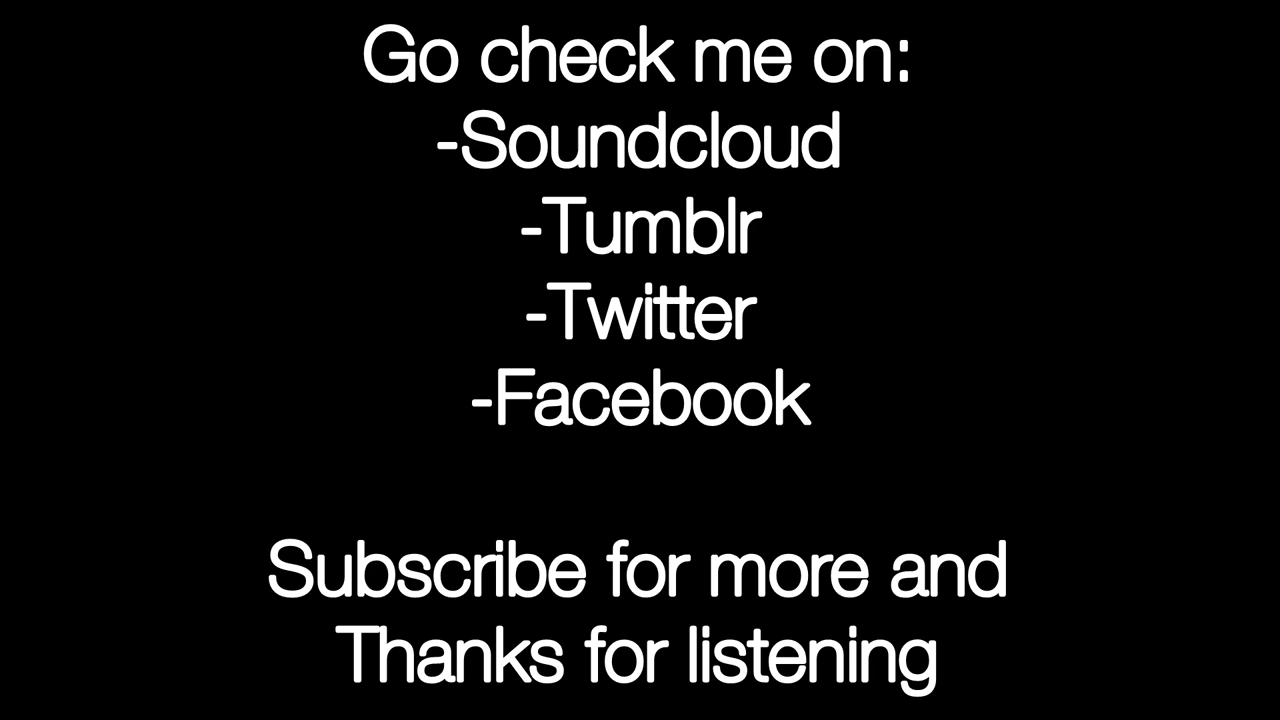 Go check me on:
-Soundcloud
-Tumblr
-Twitter
-Facebook
Subscribe for more and
Thanks for listening